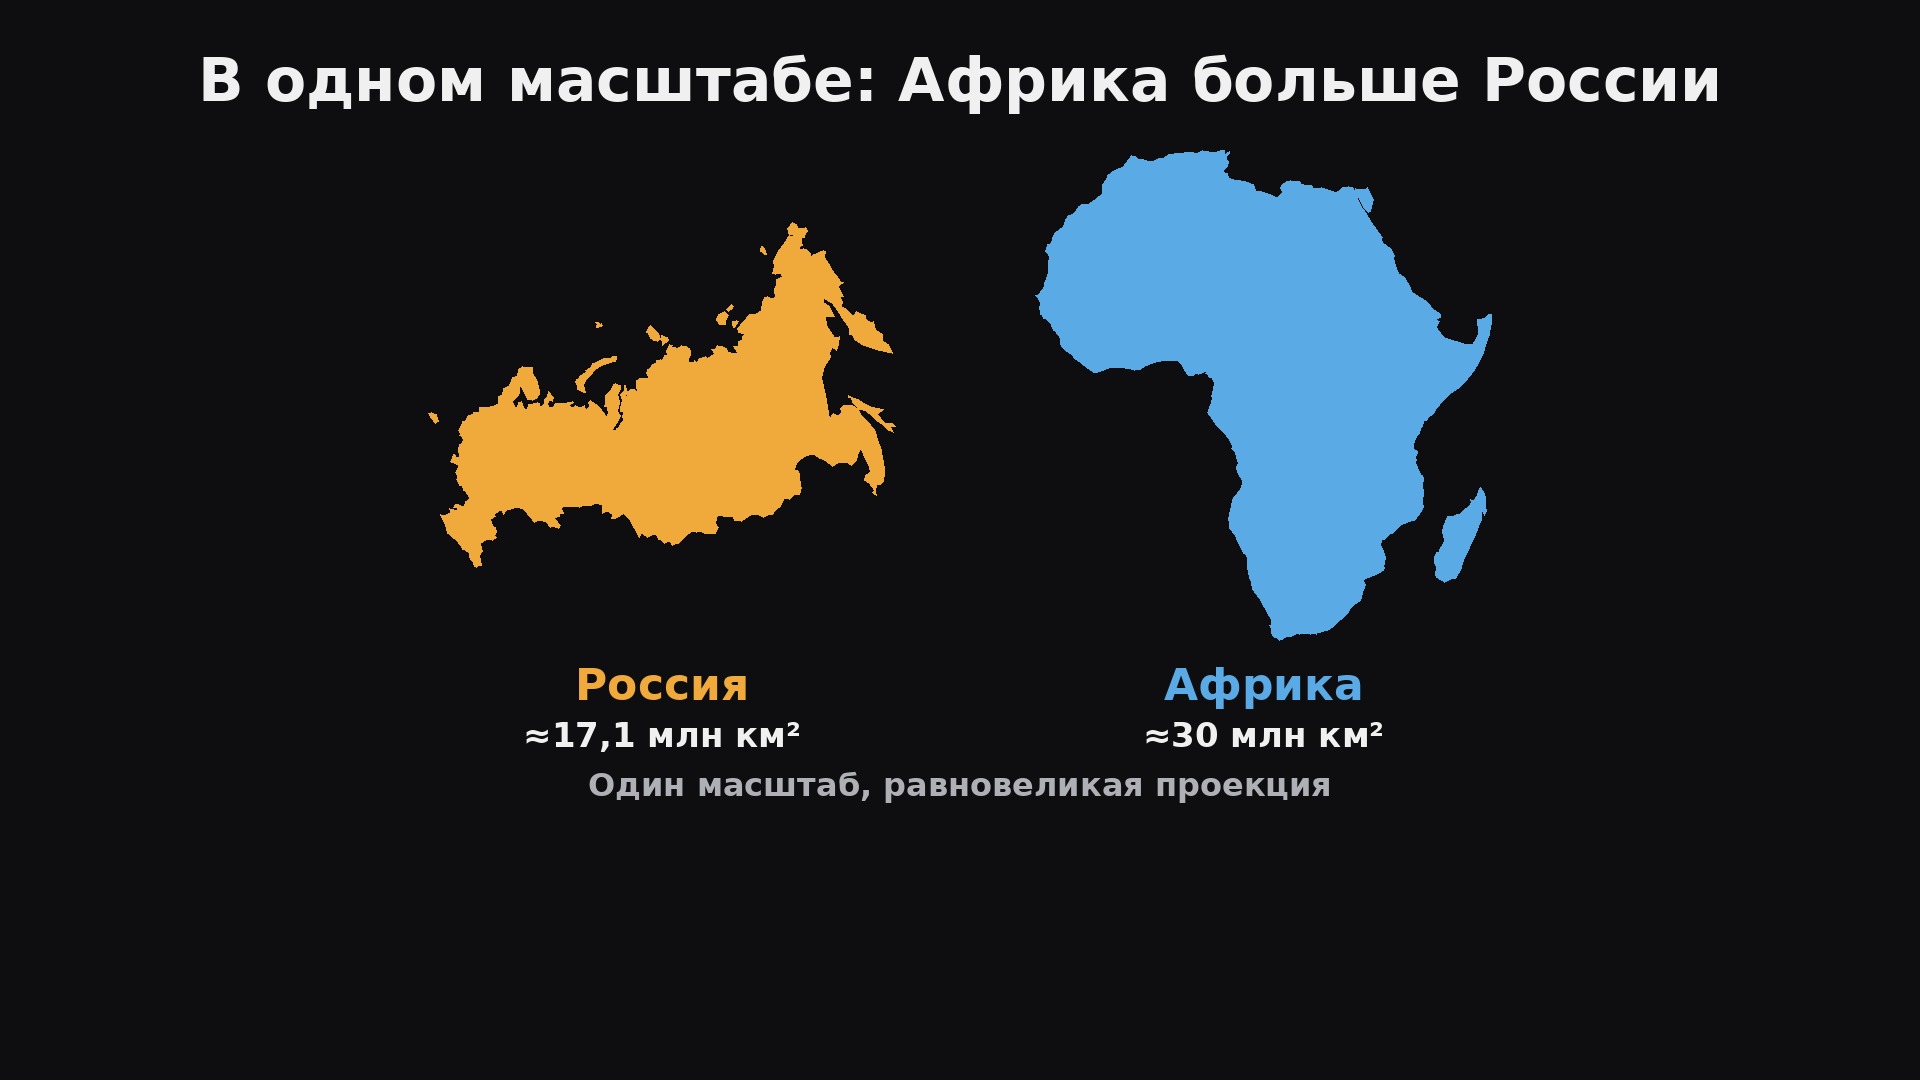 В одном масштабе: Африка больше России
Россия
≈17,1 млн км²
Африка
≈30 млн км²
Один масштаб, равновеликая проекция